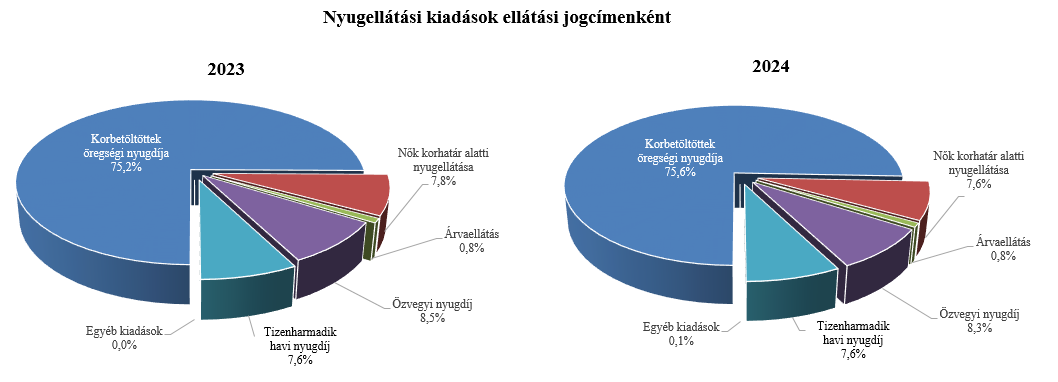 Nyugellátási kiadások ellátási jogcímenként
2023
Korbetöltöttek
öregségi nyugdíja
75,2%
Nők korhatár alatti
nyugellátása
7,8%
Árvaellátás
0,8%
Özvegyi nyugdíj
8,5%
Tizenharmadik
havi nyugdíj
7,6%
Egyéb kiadások
0,0%
2024
Korbetöltöttek
öregségi nyugdíja
75,6%
Nők korhatár alatti
nyugellátása
7,6%
Árvaellátás
0,8%
Özvegyi nyugdíj
8,3%
Tizenharmadik
havi nyugdíj
7,6%
Egyéb kiadások
0,1%